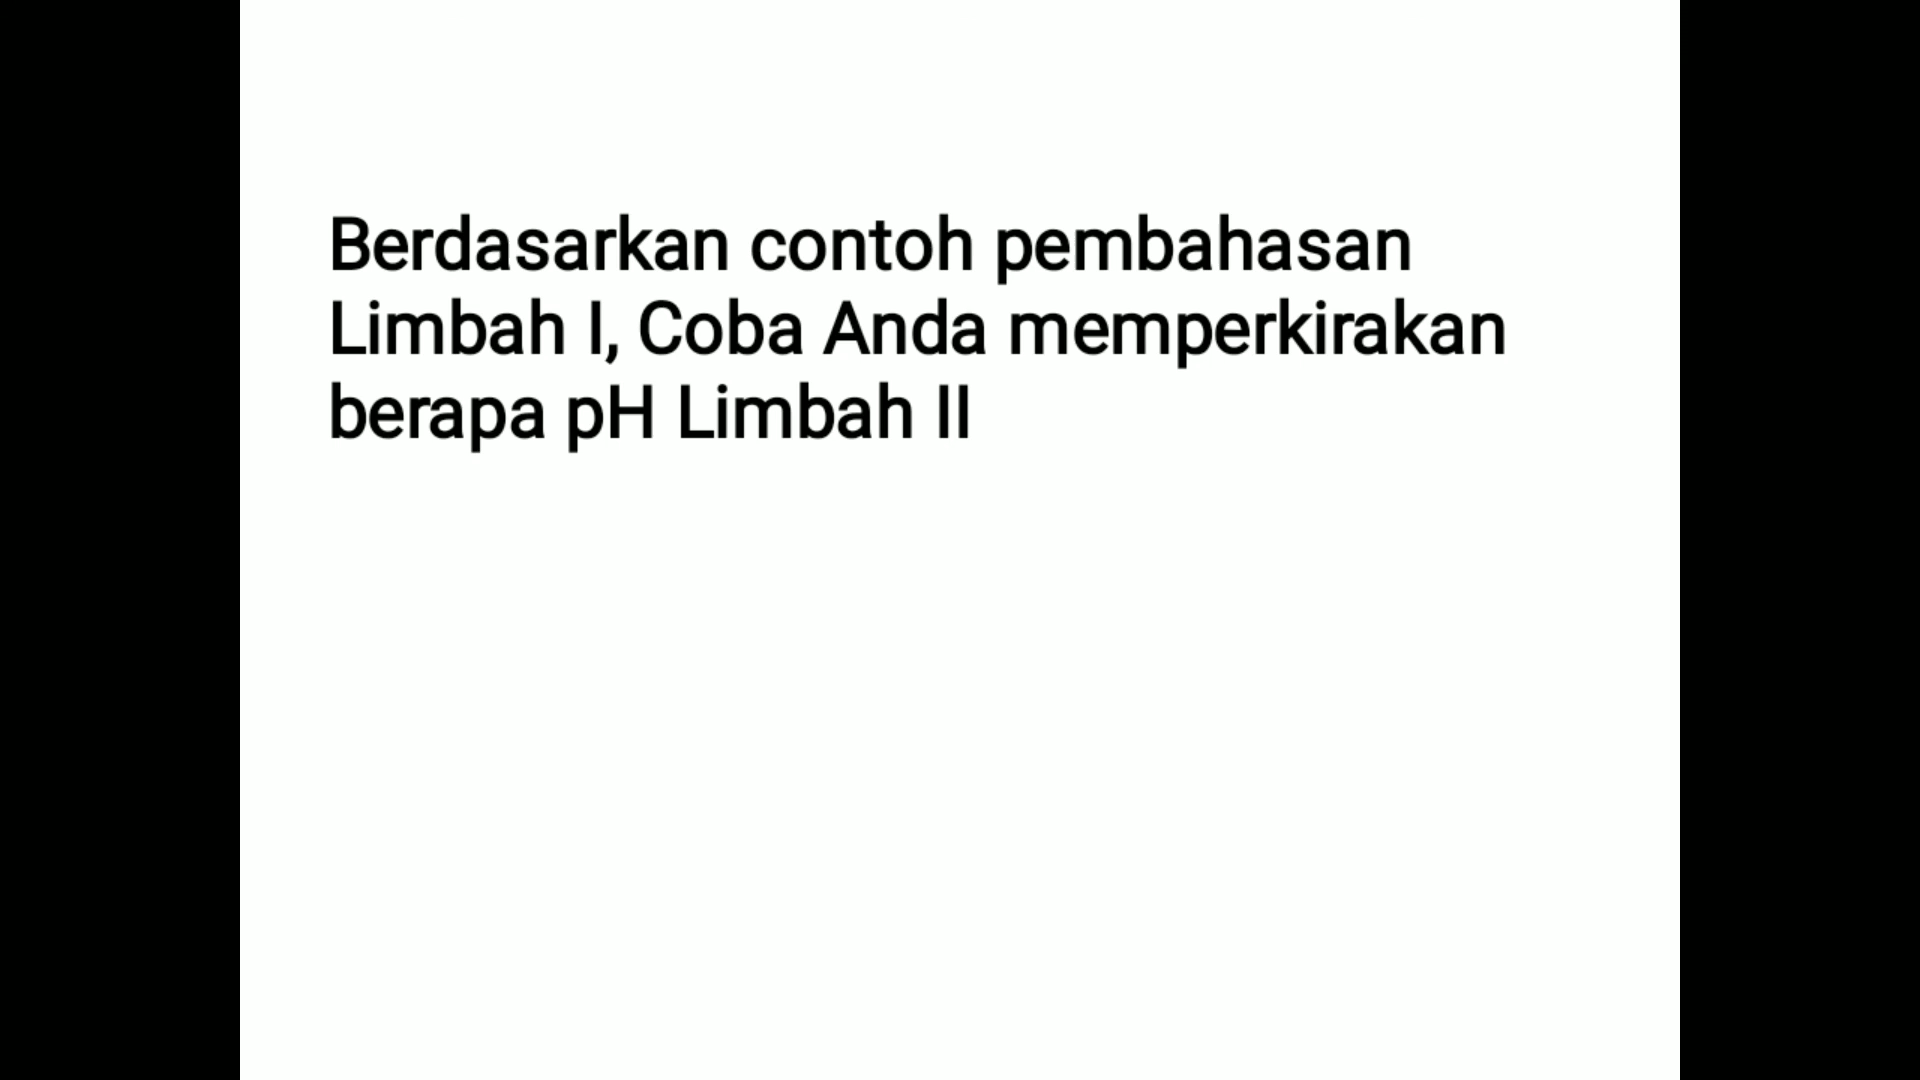 Berdasarkan contoh pembahasan
Limbah I, Coba Anda memperkirakan
berapa pH Limbah II